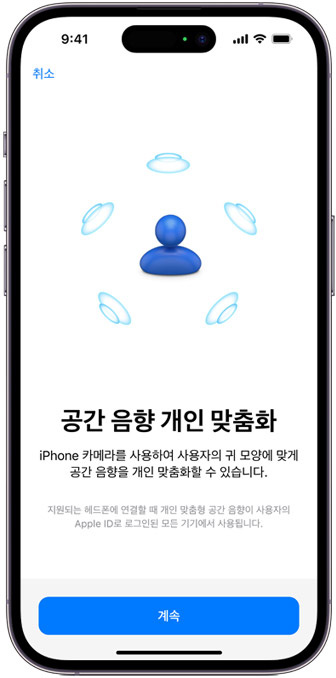 9:41
취소
공간 음향 개인 맞춤화
iPhone 카메라를 사용하여 사용자의 귀 모양에 맞게
공간 음향을 개인 맞춤화할 수 있습니다.
지원되는 헤드폰에 연결할 때 개인 맞춤형 공간 음향이 사용자의
Apple ID로 로그인된 모든 기기에서 사용됩니다.
계속